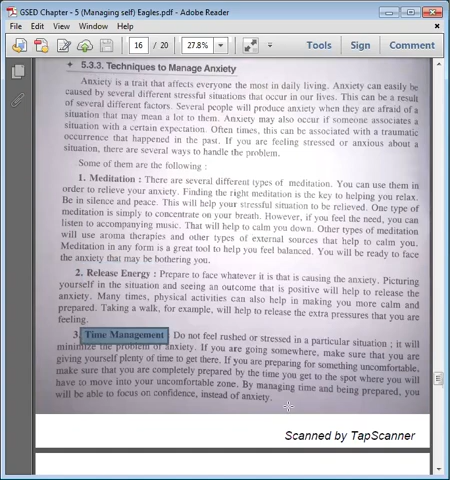 GSED Chapter - 5 (Managing self) Eagles.pdf - Adobe Reader
File Edit View Window Help
16 / 20 27.8% Tools Sign Comment
5.3.3. Techniques to Manage Anxiety
Anxiety is a trait that affects everyone the most in daily living. Anxiety can easily be
caused by several different stressful situations that occur in our lives. This can be a result
of several different factors. Several people will produce anxiety when they are afraid of a
situation that may mean a lot to them. Anxiety may also occur if someone associates a
situation with a certain expectation. Often times, this can be associated with a traumatic
occurrence that happened in the past. If you are feeling stressed or anxious about a
situation, there are several ways to handle the problem.
Some of them are the following :
1. Meditation : There are several different types of meditation. You can use them in
order to relieve your anxiety. Finding the right meditation is the key to helping you relax.
Be in silence and peace. This will help your stressful situation to be relieved. One type of
meditation is simply to concentrate on your breath. However, if you feel the need, you can
listen to accompanying music. That will help to calm you down. Other types of meditation
will use aroma therapies and other types of external sources that help to calm you.
Meditation in any form is a great tool to help you feel balanced. You will be ready to face
the anxiety that may be bothering you.
2. Release Energy : Prepare to face whatever it is that is causing the anxiety. Picturing
yourself in the situation and seeing an outcome that is positive will help to release the
anxiety. Many times, physical activities can also help in making you more calm and
prepared. Taking a walk, for example, will help to release the extra pressures that you are
feeling.
3. Time Management Do not feel rushed or stressed in a particular situation ; it will
minimize the problem of anxiety. If you are going somewhere, make sure that you are
giving yourself plenty of time to get there. If you are preparing for something uncomfortable,
make sure that you are completely prepared by the time you get to the spot where you will
have to move into your uncomfortable zone. By managing time and being prepared, you
will be able to focus on confidence, instead of anxiety.
Scanned by TapScanner